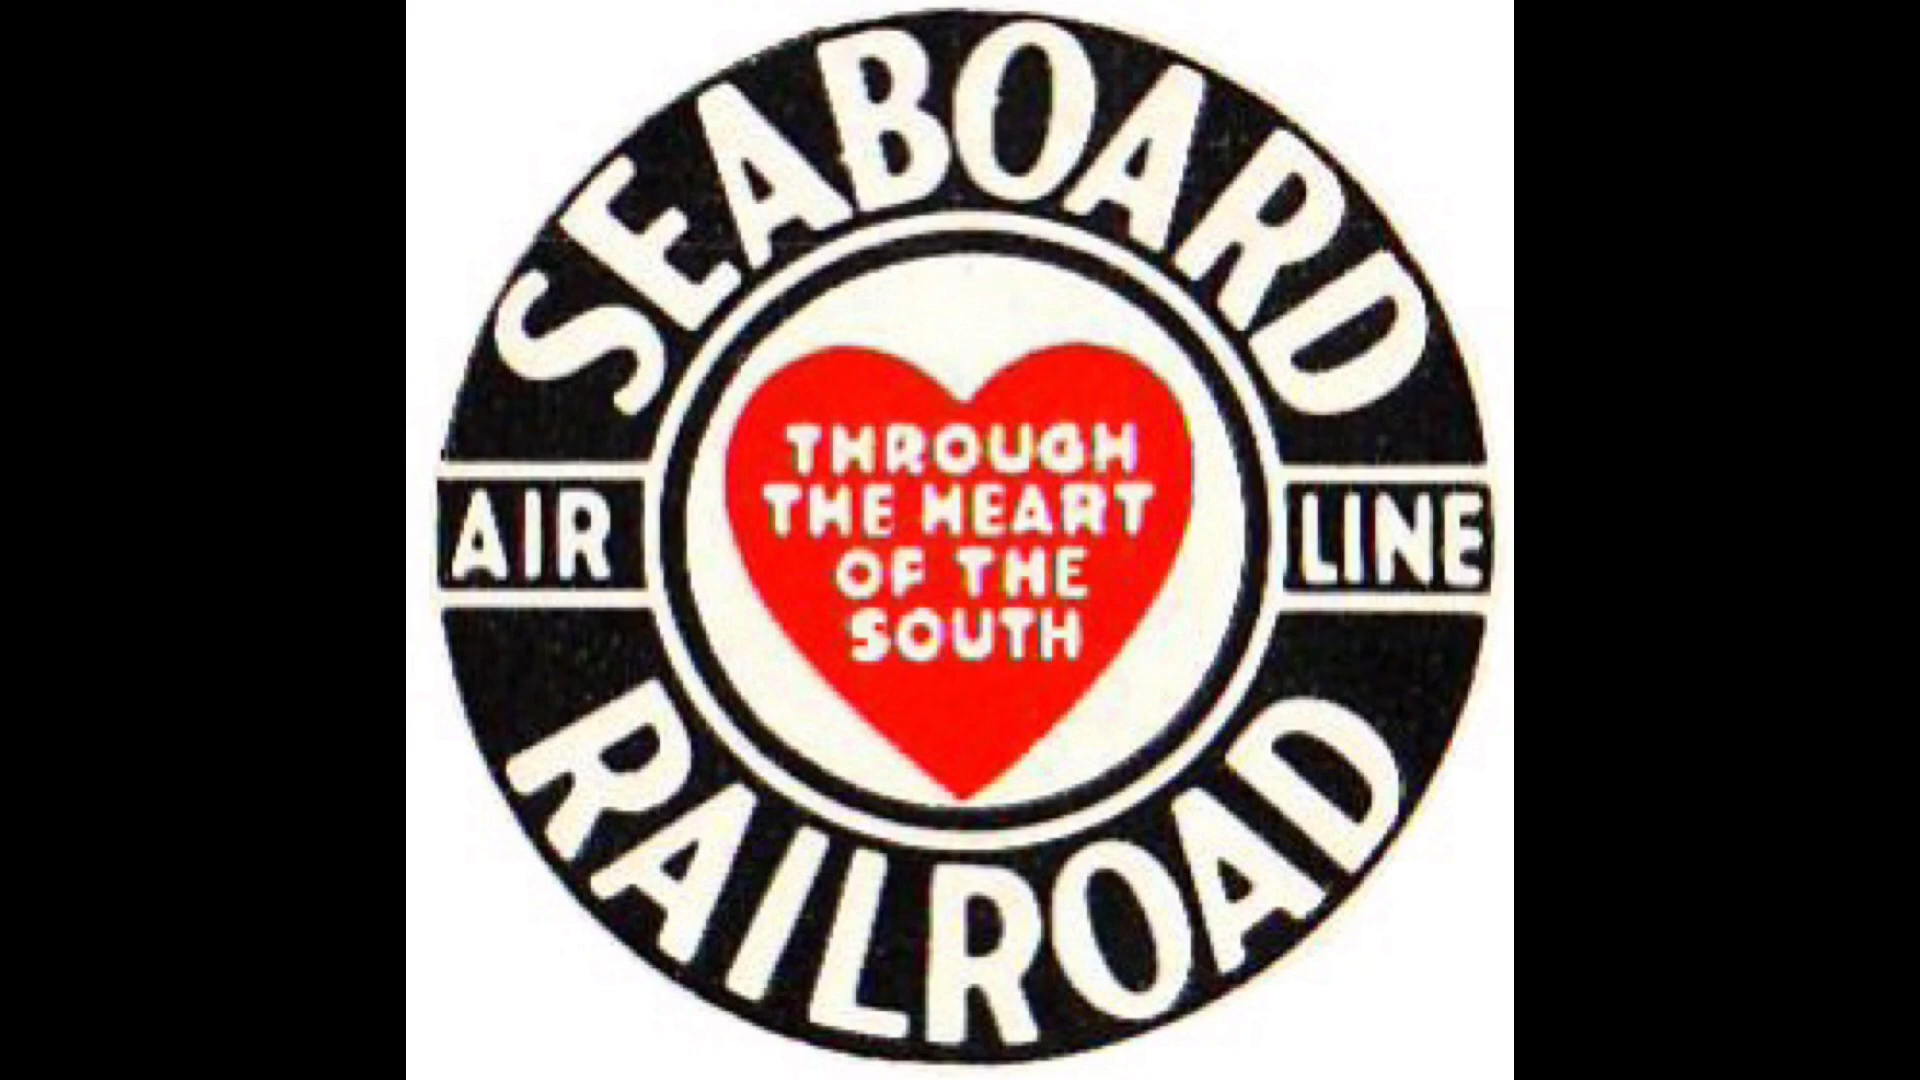 SEABOARD
AIR LINE
THROUGH
THE HEART
OF THE
SOUTH
RAILROAD